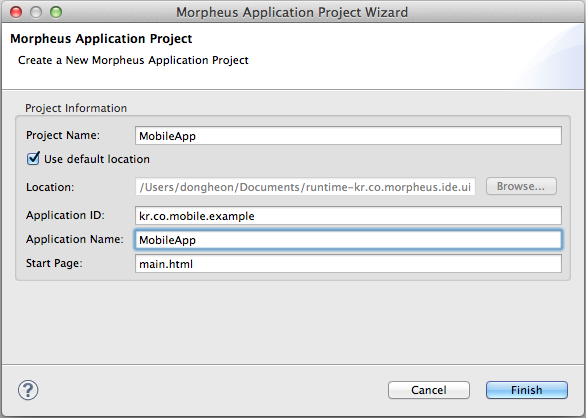 Morpheus Application Project Wizard
Morpheus Application Project
Create a New Morpheus Application Project
Project Information
Project Name: MobileApp
Use default location
Location: /Users/dongheon/Documents/runtime-kr.co.morpheus.ide.ui Browse...
Application ID: kr.co.mobile.example
Application Name: MobileApp
Start Page: main.html
? Cancel Finish